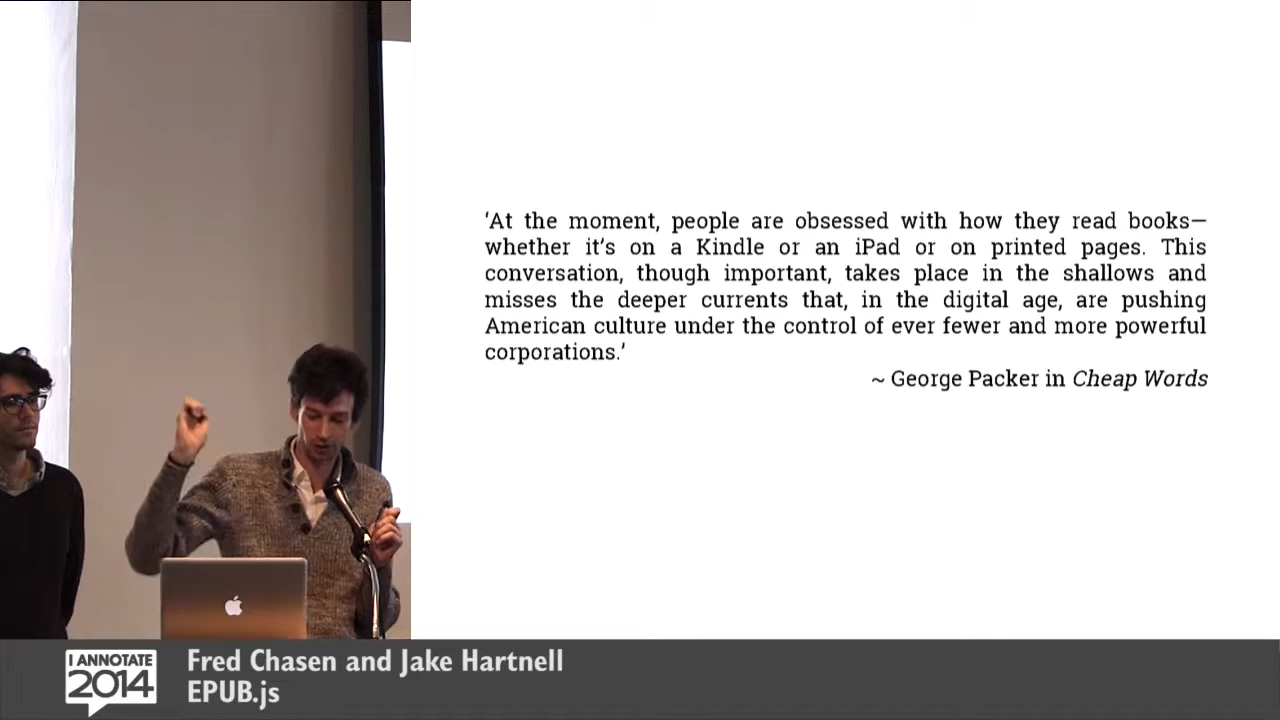 ‘At the moment, people are obsessed with how they read books—
whether it’s on a Kindle or an iPad or on printed pages. This
conversation, though important, takes place in the shallows and
misses the deeper currents that, in the digital age, are pushing
American culture under the control of ever fewer and more powerful
corporations.’
~ George Packer in Cheap Words
I ANNOTATE
2014
Fred Chasen and Jake Hartnell
EPUB.js